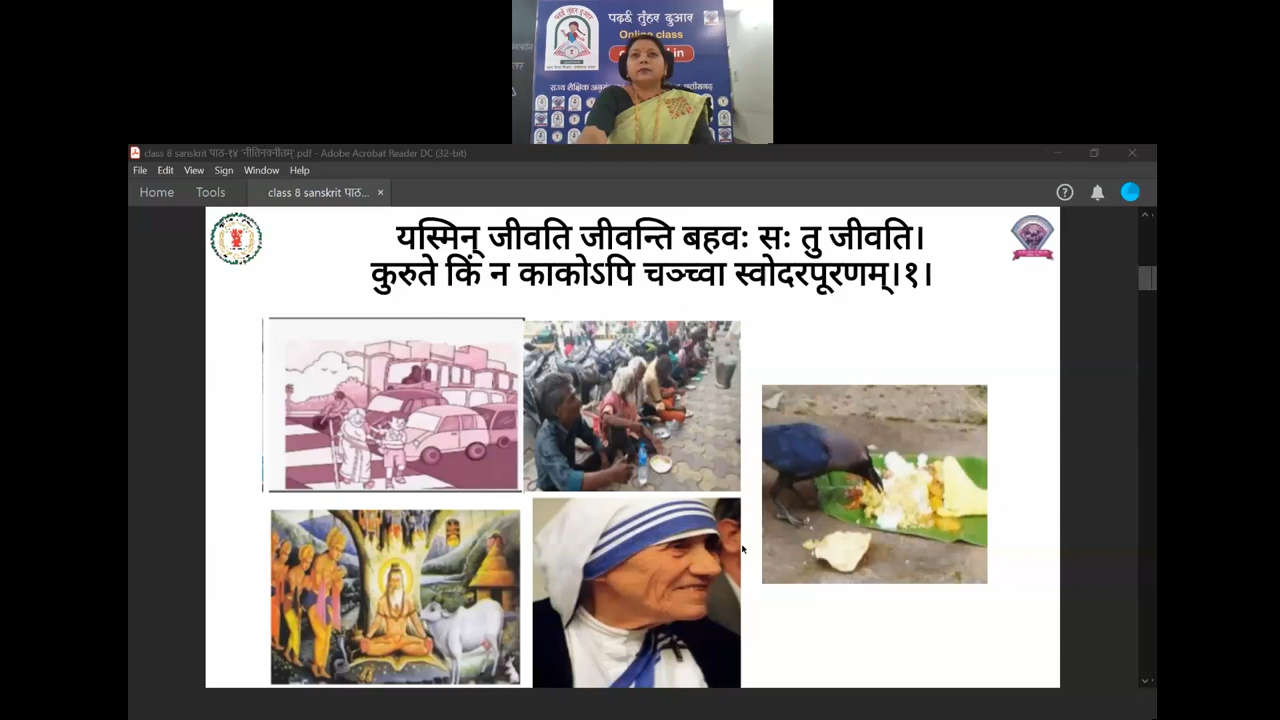 पढ़ई तुंहर दुआर
Online class
class 8 sanskrit पाठ-१४ 'नीतिनवनीतम्'.pdf - Adobe Acrobat Reader DC (32-bit)
File Edit View Sign Window Help
Home Tools class 8 sanskrit पाठ... ×
यस्मिन् जीवति जीवन्ति बहवः सः तु जीवति।
कुरुते किं न काकोऽपि चञ्च्वा स्वोदरपूरणम्।१।